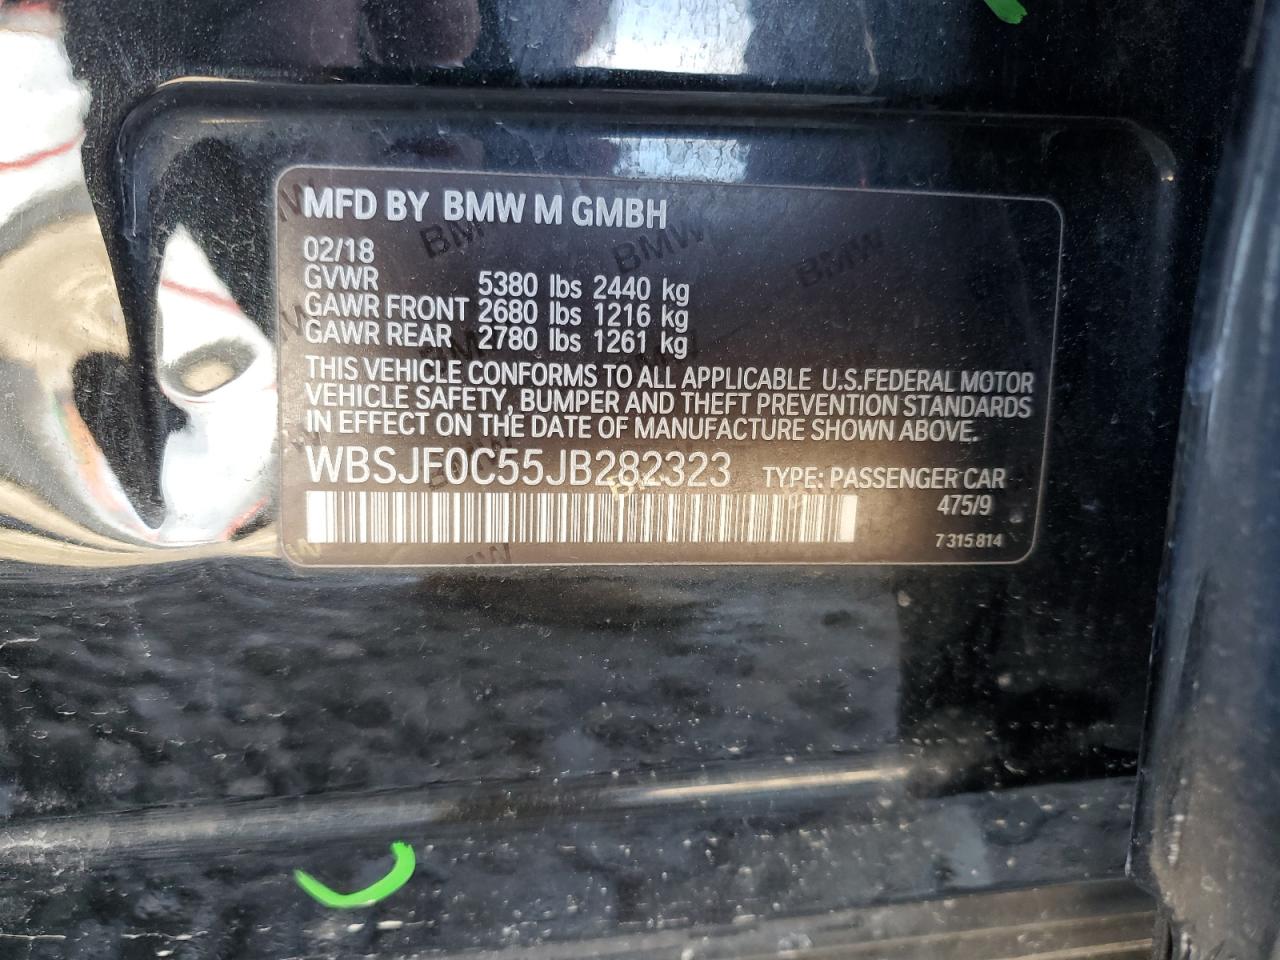 MFD BY BMW M GMBH
02/18
GVWR 5380 lbs 2440 kg
GAWR FRONT 2680 lbs 1216 kg
GAWR REAR 2780 lbs 1261 kg
THIS VEHICLE CONFORMS TO ALL APPLICABLE U.S.FEDERAL MOTOR
VEHICLE SAFETY, BUMPER AND THEFT PREVENTION STANDARDS
IN EFFECT ON THE DATE OF MANUFACTURE SHOWN ABOVE.
WBSJF0C55JB282323 TYPE: PASSENGER CAR
475/9
7 315 814